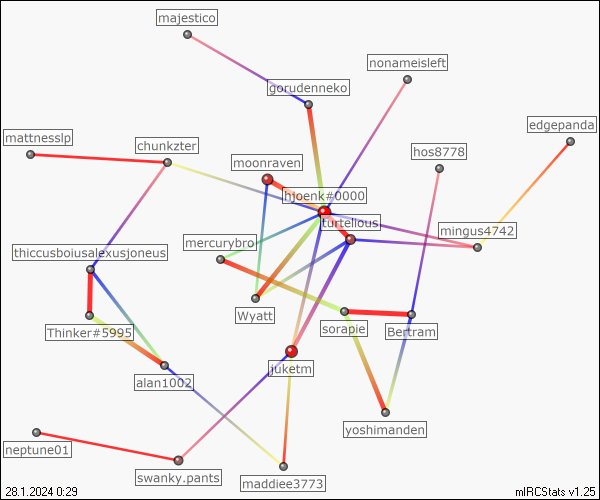 majestico
nonameisleft
gorudenneko
edgepanda
mattnesslp
chunkzter
hos8778
moonraven
hjoenk#0000
turtelious
mingus4742
mercurybro
thiccusboiusalexusjoneus
Wyatt
sorapie
Bertram
Thinker#5995
juketm
alan1002
yoshimanden
neptune01
swanky.pants
maddiee3773
28.1.2024 0:29
mIRCStats v1.25